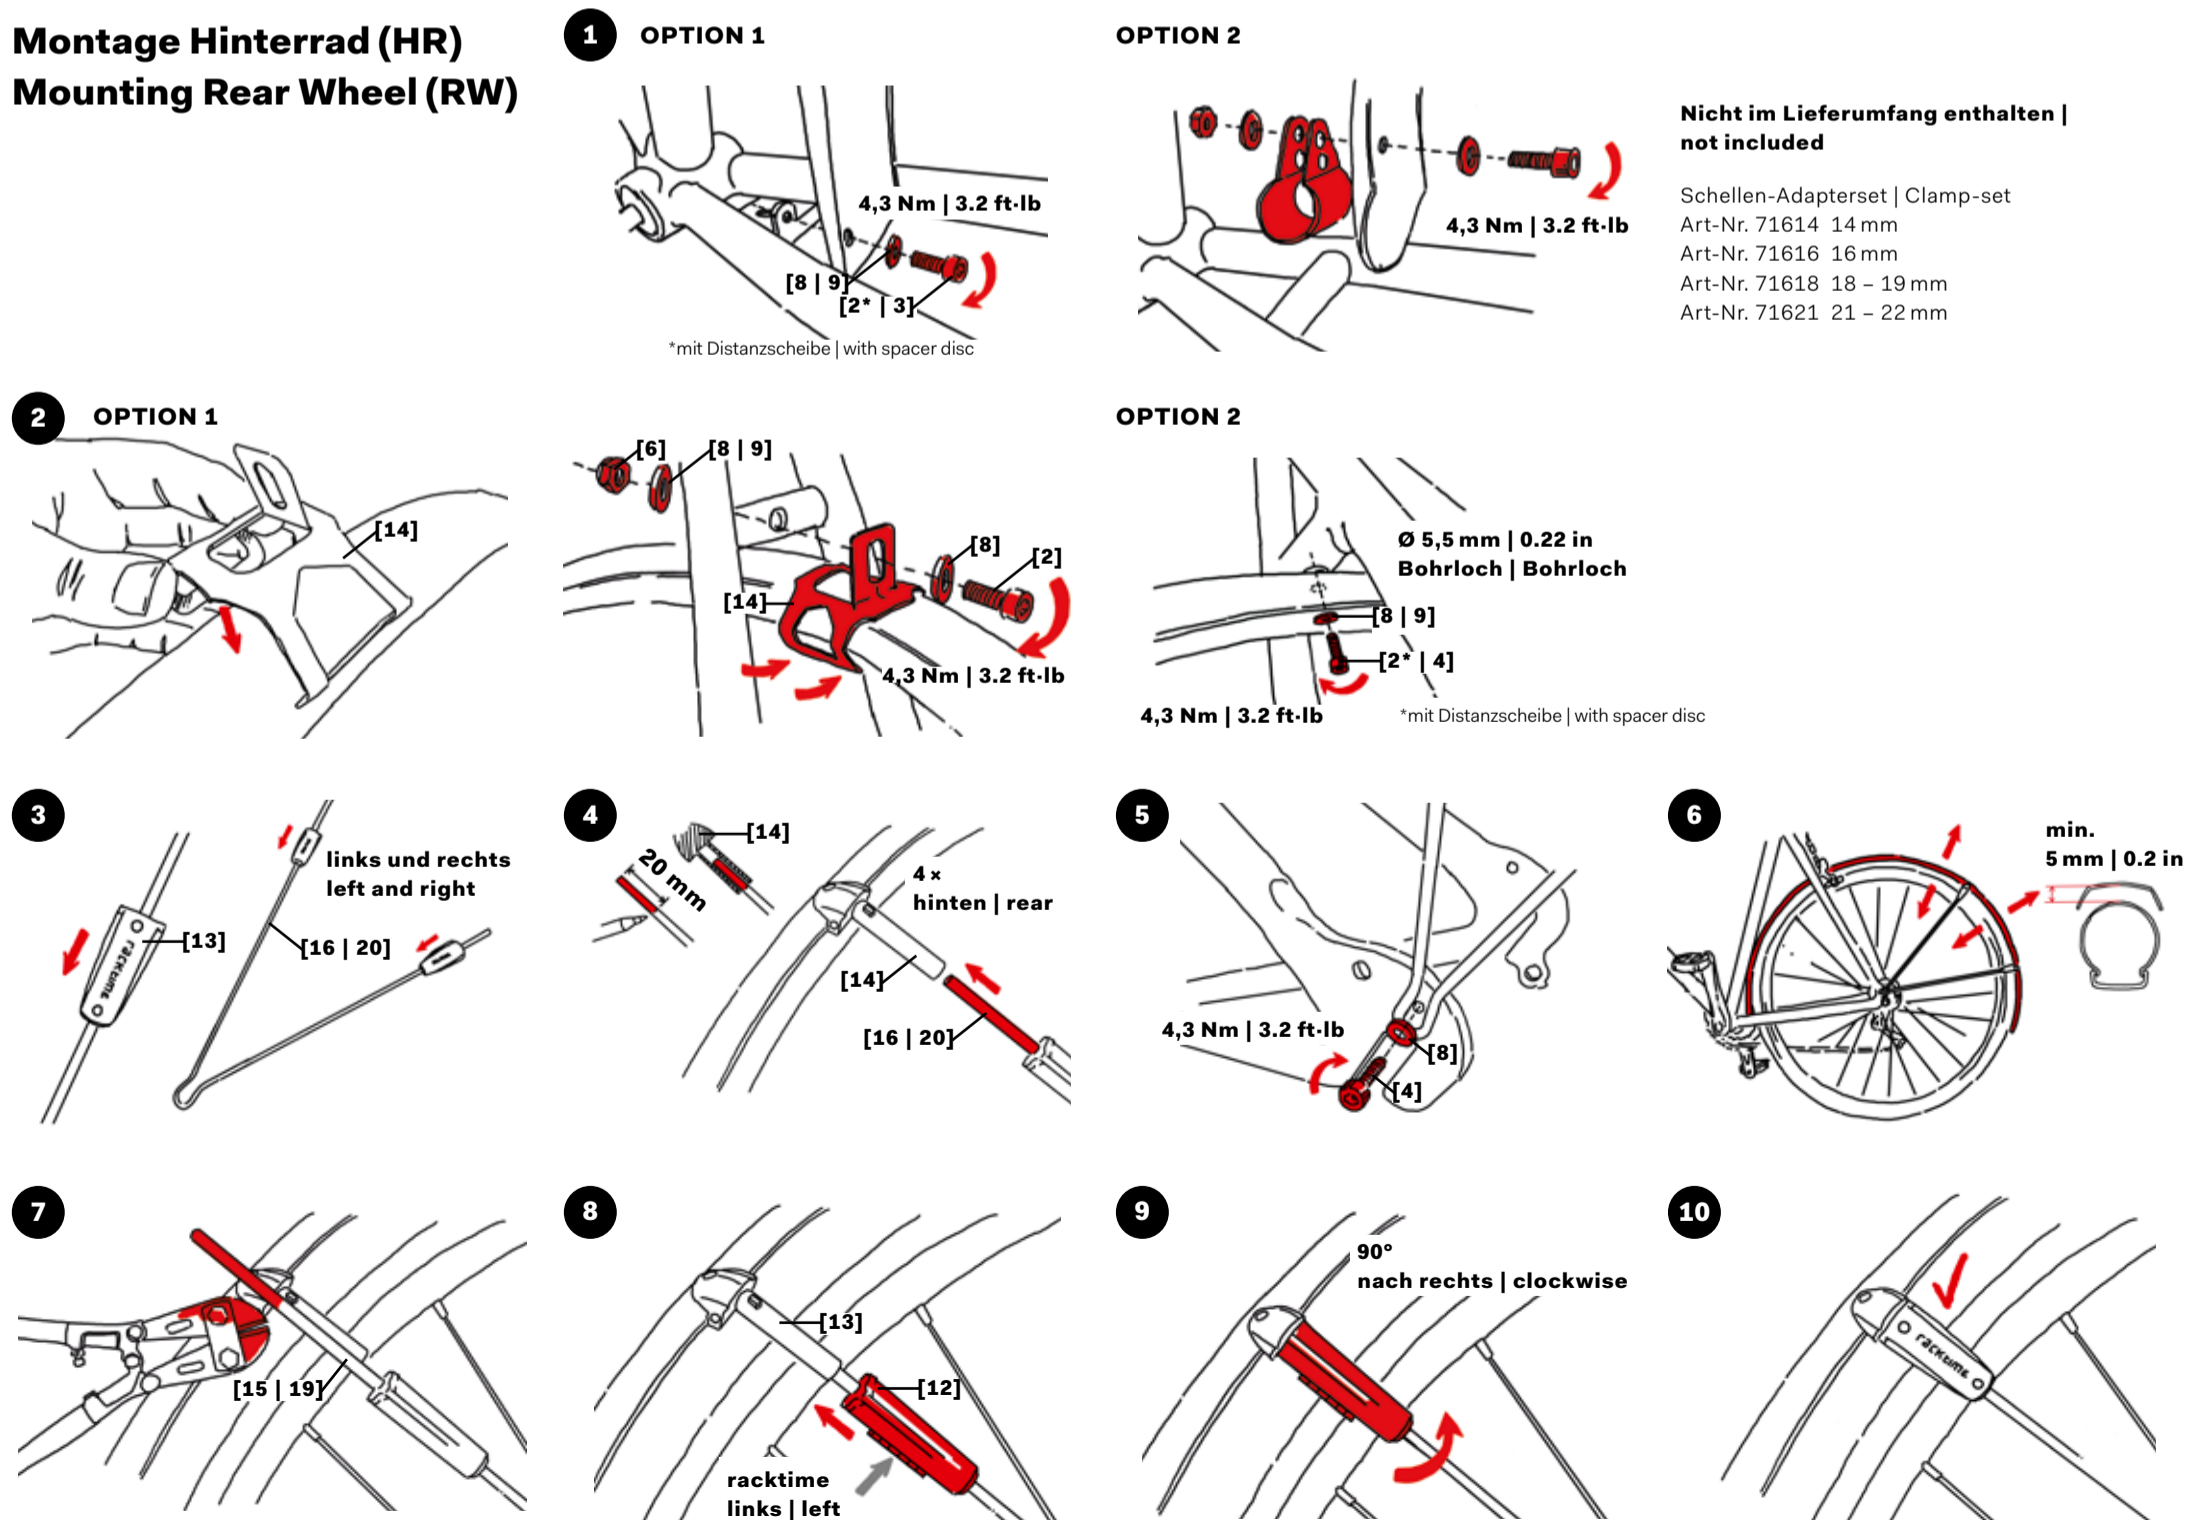 Montage Hinterrad (HR)
Mounting Rear Wheel (RW)
1 OPTION 1
4,3 Nm | 3.2 ft·lb
[8 | 9]
[2* | 3]
*mit Distanzscheibe | with spacer disc
OPTION 2
4,3 Nm | 3.2 ft·lb
Nicht im Lieferumfang enthalten |
not included
Schellen-Adapterset | Clamp-set
Art-Nr. 71614 14 mm
Art-Nr. 71616 16 mm
Art-Nr. 71618 18 – 19 mm
Art-Nr. 71621 21 – 22 mm
2 OPTION 1
[14]
[6]
[8 | 9]
[8]
[2]
[14]
4,3 Nm | 3.2 ft·lb
OPTION 2
Ø 5,5 mm | 0.22 in
Bohrloch | Bohrloch
[8 | 9]
[2* | 4]
4,3 Nm | 3.2 ft·lb
*mit Distanzscheibe | with spacer disc
3
links und rechts
left and right
[13]
racktime
[16 | 20]
4
[14]
20 mm
4 ×
hinten | rear
[14]
[16 | 20]
5
4,3 Nm | 3.2 ft·lb
[8]
[4]
6
min.
5 mm | 0.2 in
7
[15 | 19]
8
[13]
[12]
racktime
links | left
9
90°
nach rechts | clockwise
10
racktime